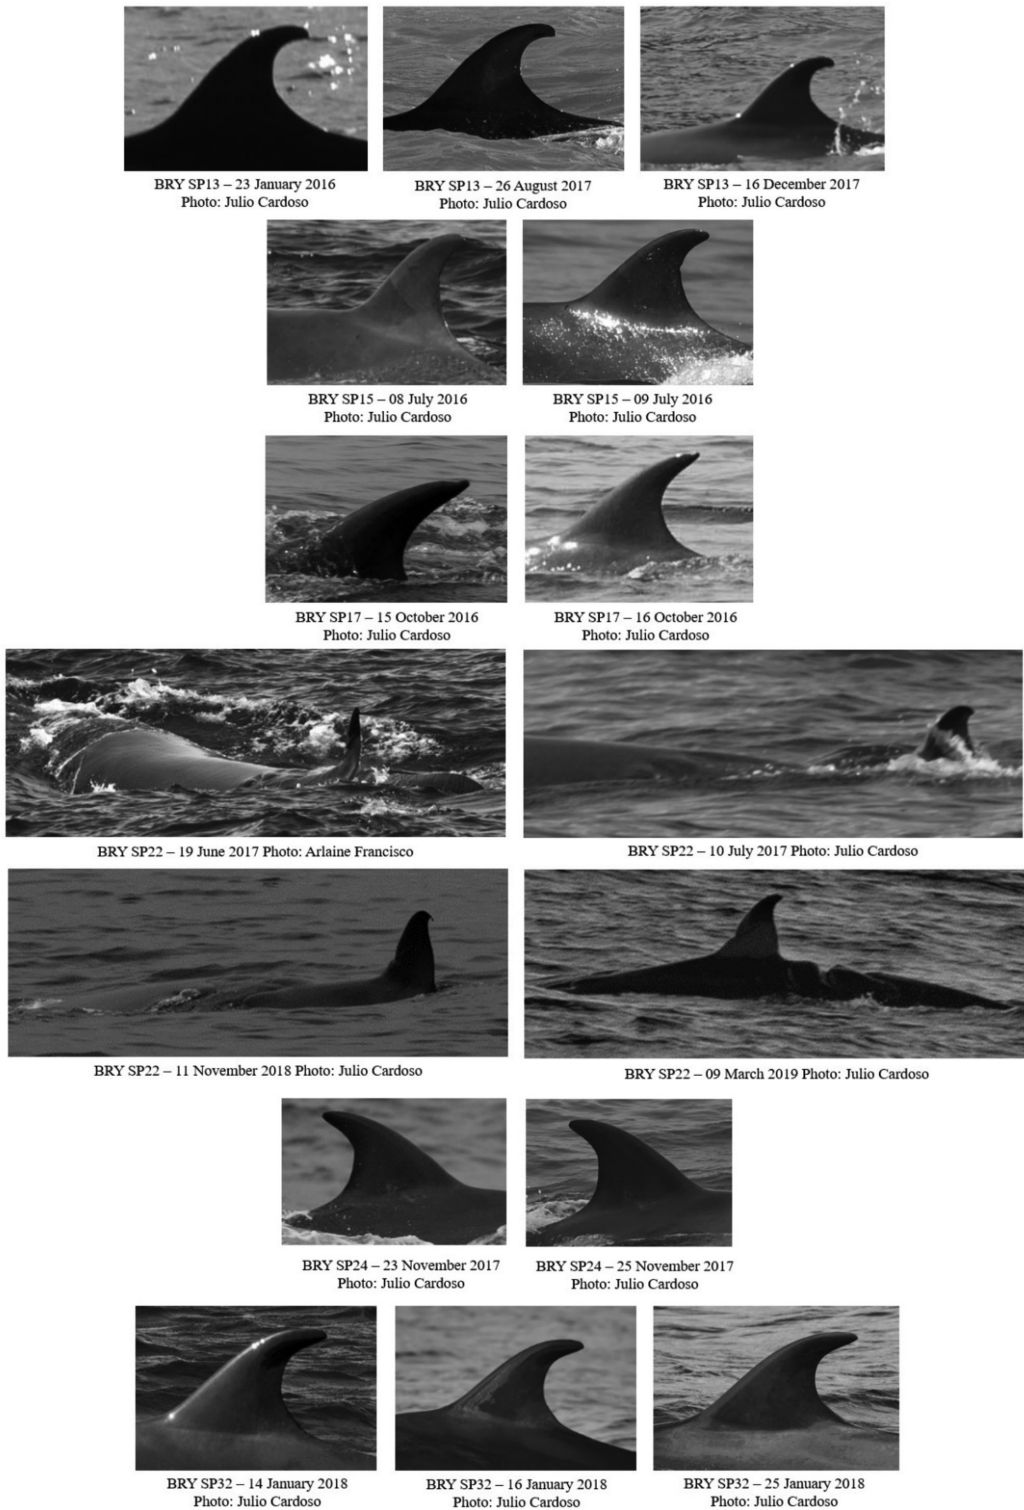 BRY SP13 – 23 January 2016
Photo: Julio Cardoso
BRY SP13 – 26 August 2017
Photo: Julio Cardoso
BRY SP13 – 16 December 2017
Photo: Julio Cardoso
BRY SP15 – 08 July 2016
Photo: Julio Cardoso
BRY SP15 – 09 July 2016
Photo: Julio Cardoso
BRY SP17 – 15 October 2016
Photo: Julio Cardoso
BRY SP17 – 16 October 2016
Photo: Julio Cardoso
BRY SP22 – 19 June 2017 Photo: Arlaine Francisco
BRY SP22 – 10 July 2017 Photo: Julio Cardoso
BRY SP22 – 11 November 2018 Photo: Julio Cardoso
BRY SP22 – 09 March 2019 Photo: Julio Cardoso
BRY SP24 – 23 November 2017
Photo: Julio Cardoso
BRY SP24 – 25 November 2017
Photo: Julio Cardoso
BRY SP32 – 14 January 2018
Photo: Julio Cardoso
BRY SP32 – 16 January 2018
Photo: Julio Cardoso
BRY SP32 – 25 January 2018
Photo: Julio Cardoso